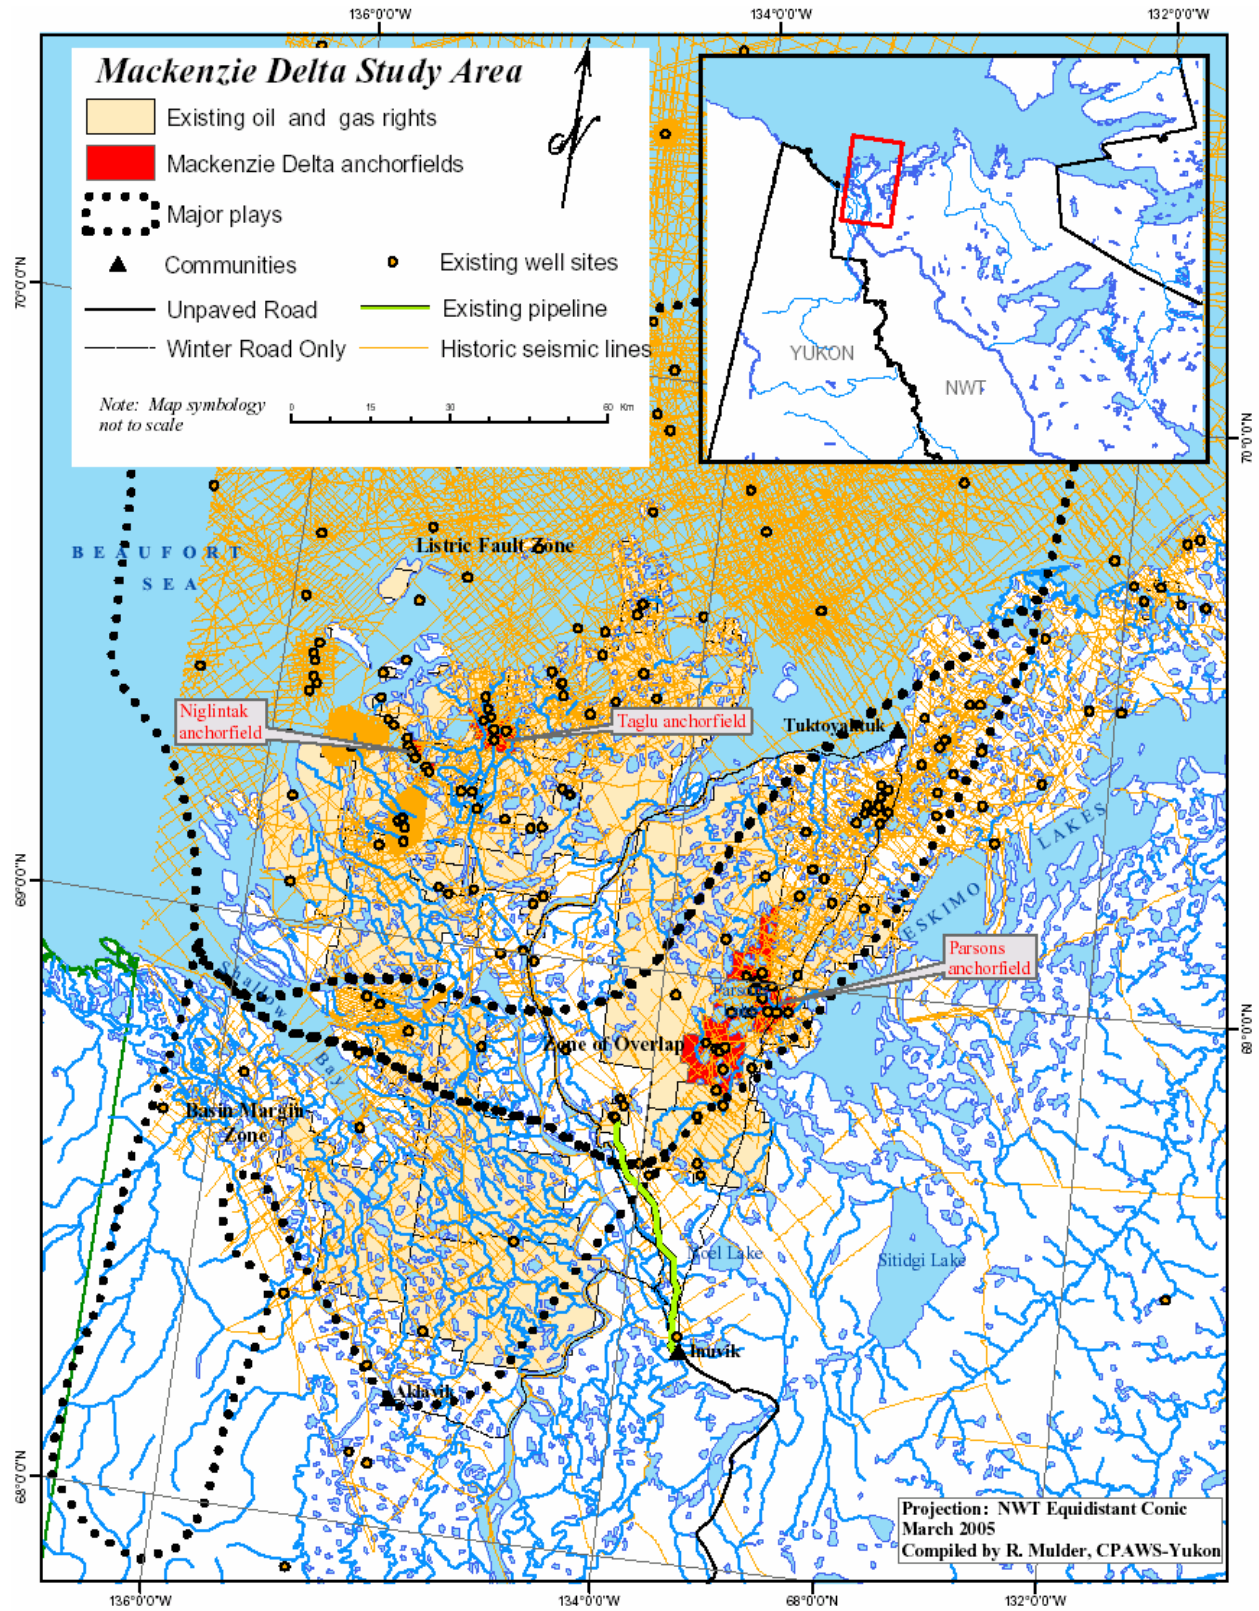 136°0'0"W
134°0'0"W
132°0'0"W
Mackenzie Delta Study Area
Existing oil and gas rights
Mackenzie Delta anchorfields
Major plays
Communities
Existing well sites
Unpaved Road
Existing pipeline
Winter Road Only
Historic seismic lines
Note: Map symbology
not to scale
0 15 30 60 Km
N
YUKON
NWT
70°0'0"N
70°0'0"N
BEAUFORT
SEA
Listric Fault Zone
Niglintak
anchorfield
Taglu anchorfield
Tuktoyaktuk
69°0'0"N
ESKIMO LAKES
Parsons
anchorfield
Shallow Bay
Parsons
69°0'0"N
Zone of Overlap
Basin Margin
Zone
Noel Lake
Sitidgi Lake
Inuvik
Aklavik
68°0'0"N
Projection: NWT Equidistant Conic
March 2005
Compiled by R. Mulder, CPAWS-Yukon
136°0'0"W
134°0'0"W
68°0'0"N
132°0'0"W